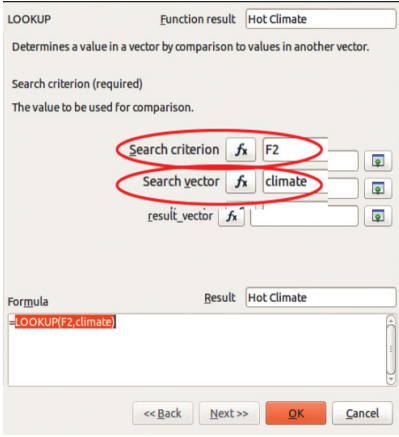 LOOKUP Function result Hot Climate
Determines a value in a vector by comparison to values in another vector.
Search criterion (required)
The value to be used for comparison.
Search criterion fx F2
Search vector fx climate
result_vector fx
Formula Result Hot Climate
=LOOKUP(F2,climate)
<< Back Next >> OK Cancel